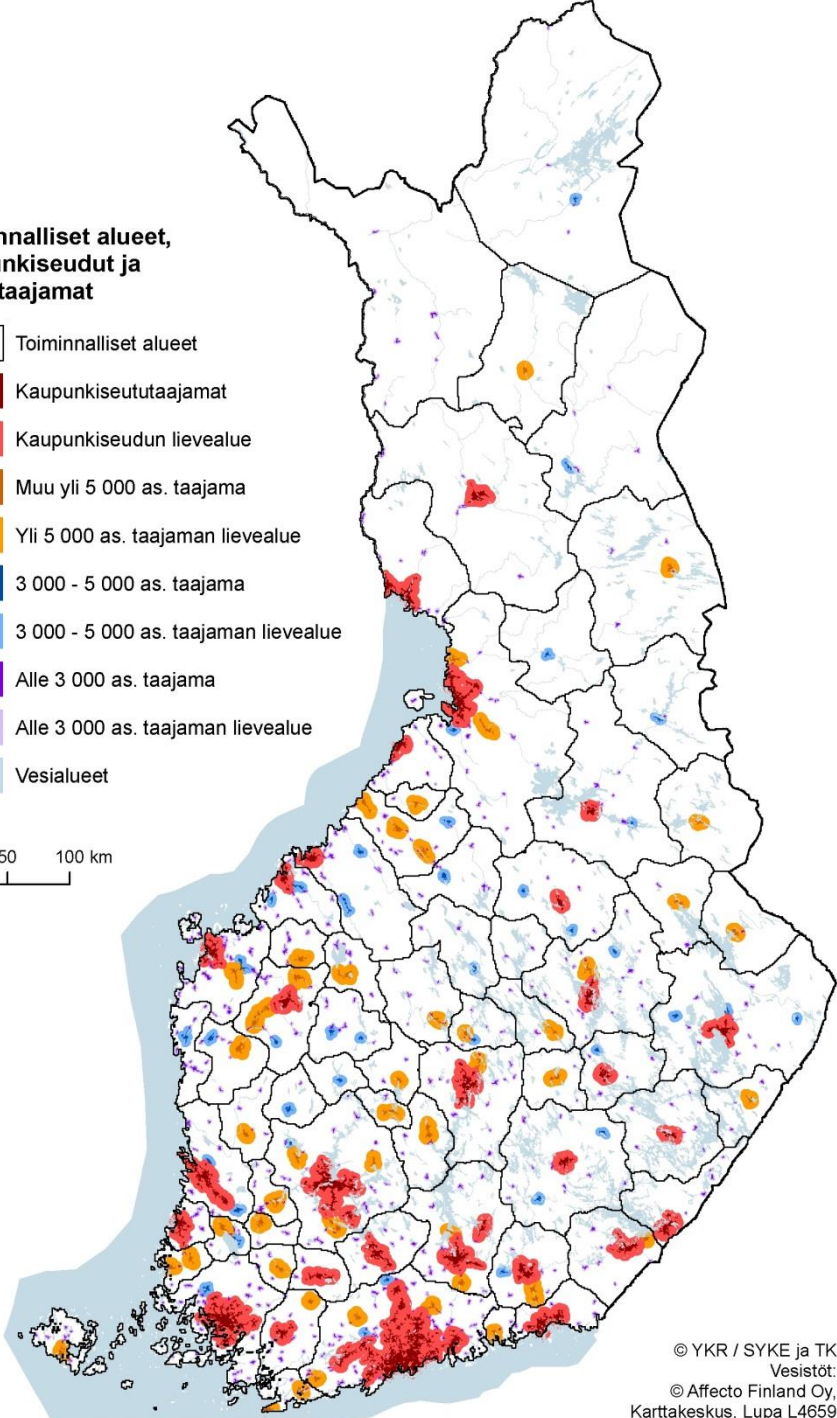 nnalliset alueet,
unkiseudut ja
taajamat
Toiminnalliset alueet
Kaupunkiseututaajamat
Kaupunkiseudun lievealue
Muu yli 5 000 as. taajama
Yli 5 000 as. taajaman lievealue
3 000 - 5 000 as. taajama
3 000 - 5 000 as. taajaman lievealue
Alle 3 000 as. taajama
Alle 3 000 as. taajaman lievealue
Vesialueet
50 100 km
© YKR / SYKE ja TK
Vesistöt:
© Affecto Finland Oy,
Karttakeskus, Lupa L4659